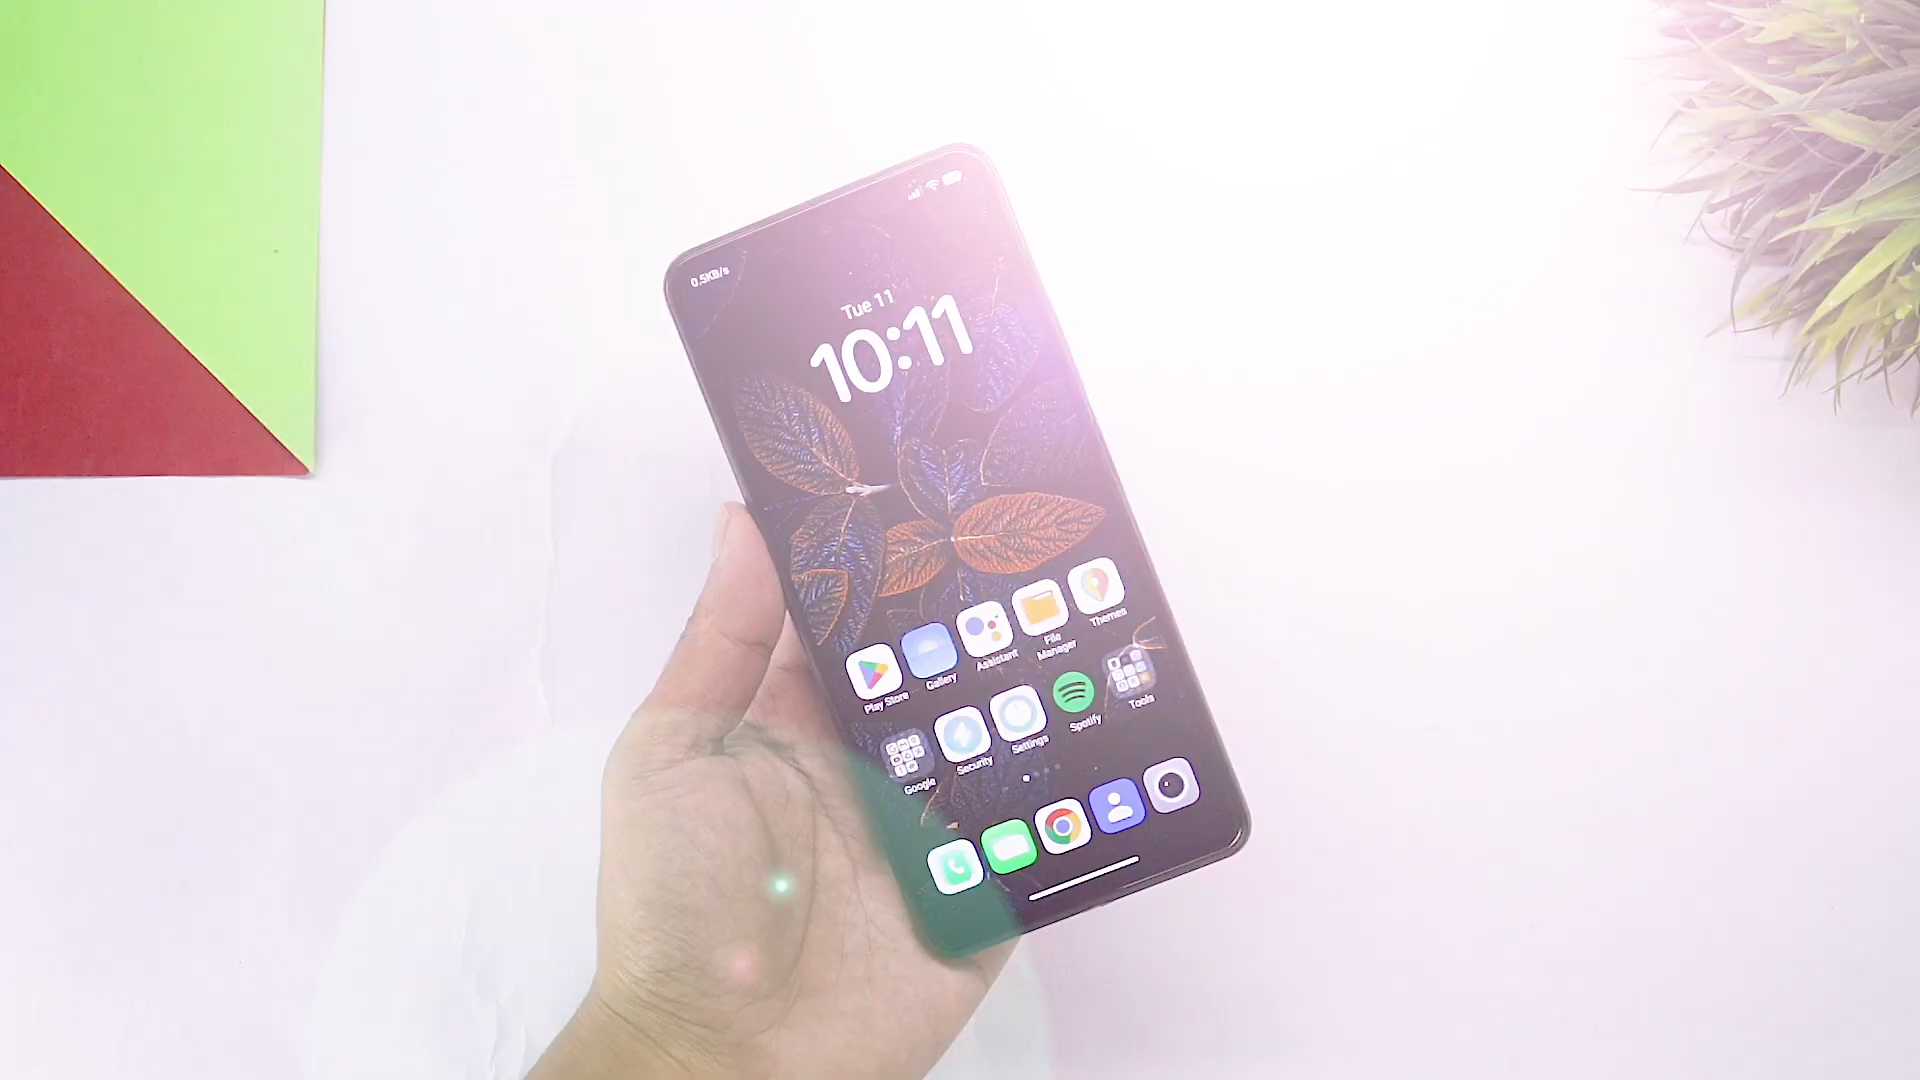 0.5KB/s
Tue 11
10:11
Play Store
Gallery
Assistant
File
Manager
Themes
Google
Security
Settings
Spotify
Tools